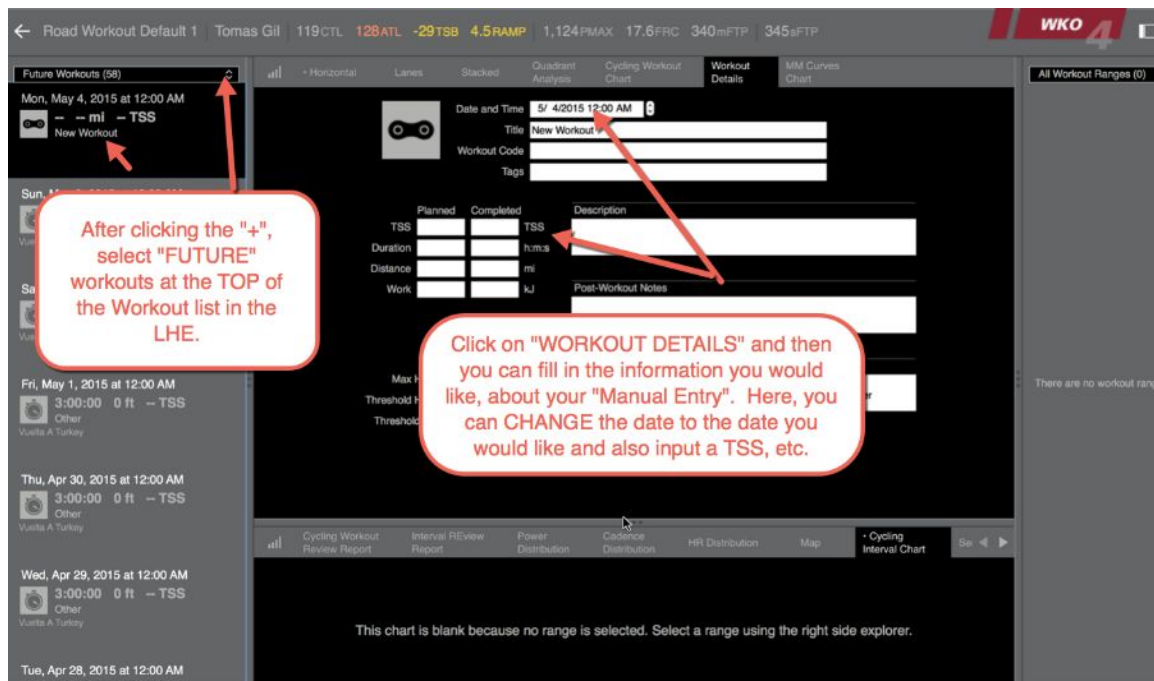 ← Road Workout Default 1 Tomas Gil 119CTL 128ATL -29TSB 4.5RAMP 1,124PMAX 17.6FRC 340mFTP 345sFTP WKO 4
Future Workouts (58)
Mon, May 4, 2015 at 12:00 AM
-- -- mi -- TSS
New Workout
Sun,
Sa
After clicking the "+",
select "FUTURE"
workouts at the TOP of
the Workout list in the
LHE.
Fri, May 1, 2015 at 12:00 AM
3:00:00 0 ft -- TSS
Other
Vuelta A Turkey
Thu, Apr 30, 2015 at 12:00 AM
3:00:00 0 ft -- TSS
Other
Vuelta A Turkey
Wed, Apr 29, 2015 at 12:00 AM
3:00:00 0 ft -- TSS
Other
Vuelta A Turkey
Tue, Apr 28, 2015 at 12:00 AM
• Horizontal Lanes Stacked Quadrant Analysis Cycling Workout Chart Workout Details MM Curves Chart
Date and Time 5/ 4/2015 12:00 AM
Title New Workout
Workout Code
Tags
Planned Completed Description
TSS TSS
Duration h:m:s
Distance mi
Work kJ Post-Workout Notes
Max H
Threshold H
Threshold
Click on "WORKOUT DETAILS" and then
you can fill in the information you would
like, about your "Manual Entry". Here, you
can CHANGE the date to the date you
would like and also input a TSS, etc.
Cycling Workout Review Report Interval REview Report Power Distribution Cadence Distribution HR Distribution Map • Cycling Interval Chart Se
This chart is blank because no range is selected. Select a range using the right side explorer.
All Workout Ranges (0)
There are no workout rang